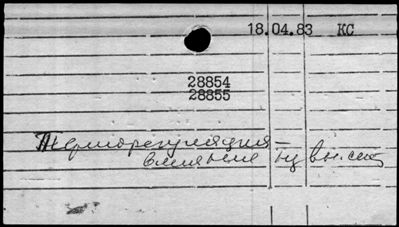 18.04.83 КС
28854
28855
Терморегуляция -
влияние